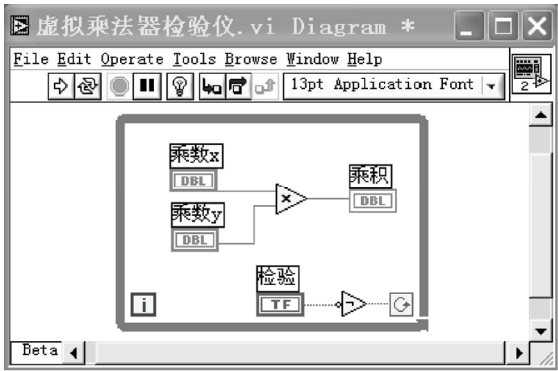 虚拟乘法器检验仪.vi Diagram *
File Edit Operate Tools Browse Window Help
13pt Application Font
2
乘数x
DBL
乘积
DBL
乘数y
DBL
检验
TF
i
Beta